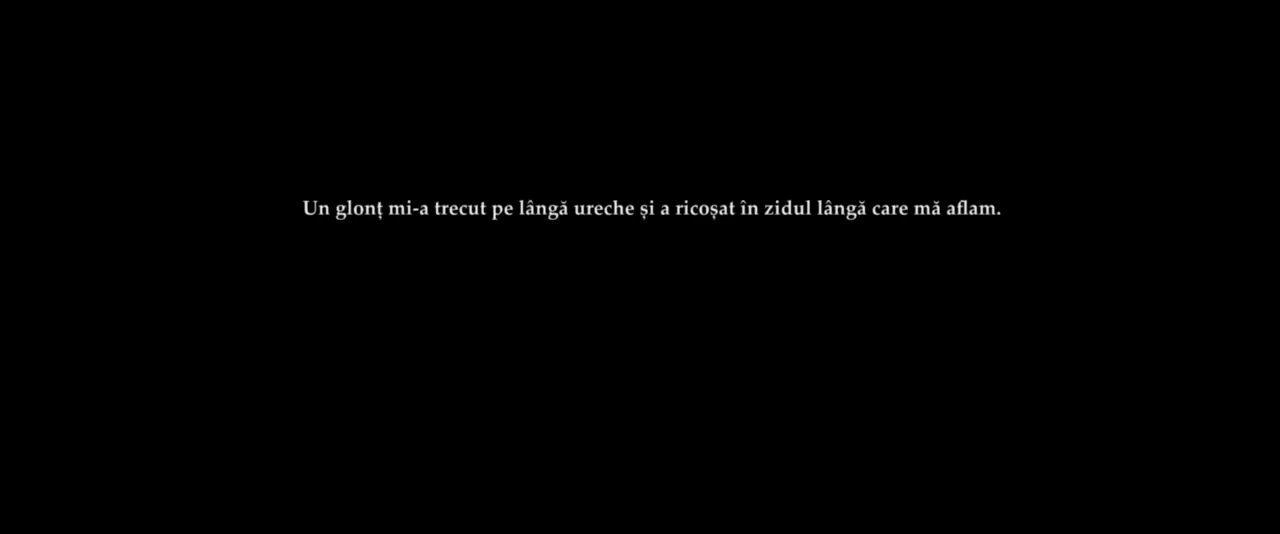 Un glonț mi-a trecut pe lângă ureche și a ricoșat în zidul lângă care mă aflam.